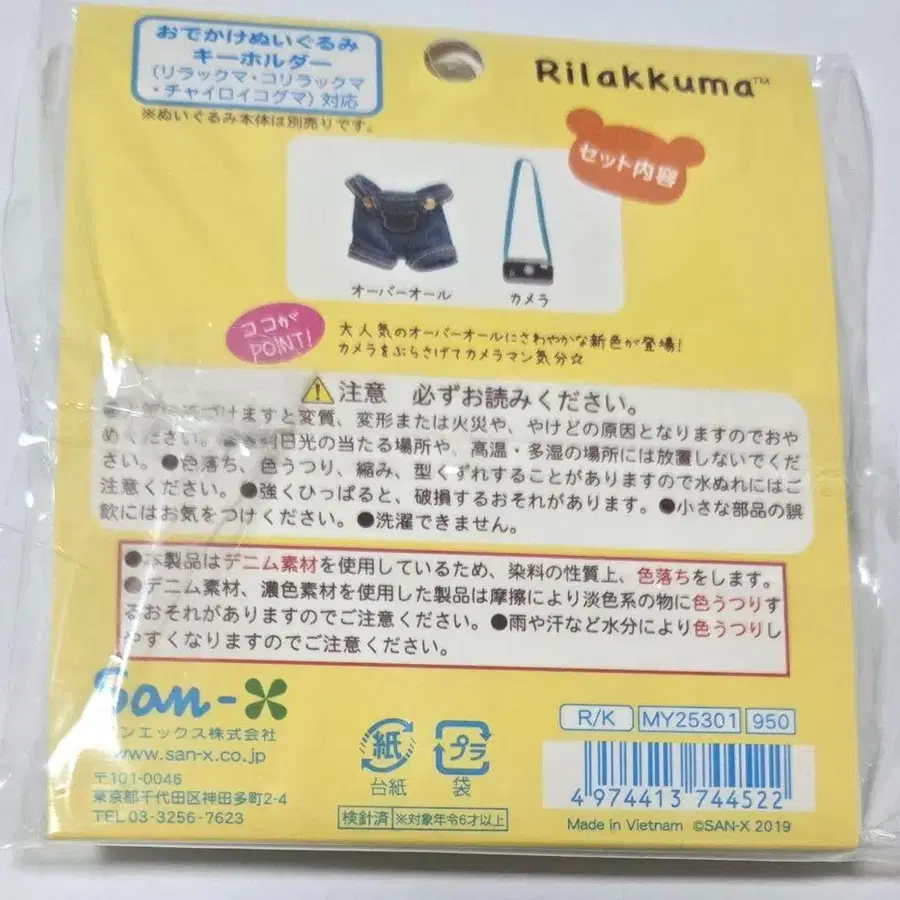 おでかけぬいぐるみ
キーホルダー
(リラックマ・コリラックマ
・チャイロイコグマ)対応
※ぬいぐるみ本体は別売りです。
Rilakkuma™
セット内容
オーバーオール
カメラ
ココが
POINT!
大人気のオーバーオールにさわやかな新色が登場!
カメラをぶらさげてカメラマン気分☆
注意 必ずお読みください。
づけますと変質、変形または火災や、やけどの原因となりますのでおや
めください。 日光の当たる場所や、高温・多湿の場所には放置しないでくだ
さい。●色落ち、色うつり、縮み、型くずれすることがありますので水ぬれにはご
注意ください。●強くひっぱると、破損するおそれがあります。●小さな部品の誤
飲にはお気をつけください。●洗濯できません。
●本製品はデニム素材を使用しているため、染料の性質上、色落ちをします。
●デニム素材、濃色素材を使用した製品は摩擦により淡色系の物に色うつりす
るおそれがありますのでご注意ください。●雨や汗など水分により色うつりし
やすくなりますのでご注意ください。
San-X
サンエックス株式会社
www.san-x.co.jp
〒101-0046
東京都千代田区神田多町2-4
TEL 03-3256-7623
紙
台紙
プラ
袋
検針済
※対象年令6才以上
R/K
MY25301
950
4 974413 744522
Made in Vietnam ©SAN-X 2019